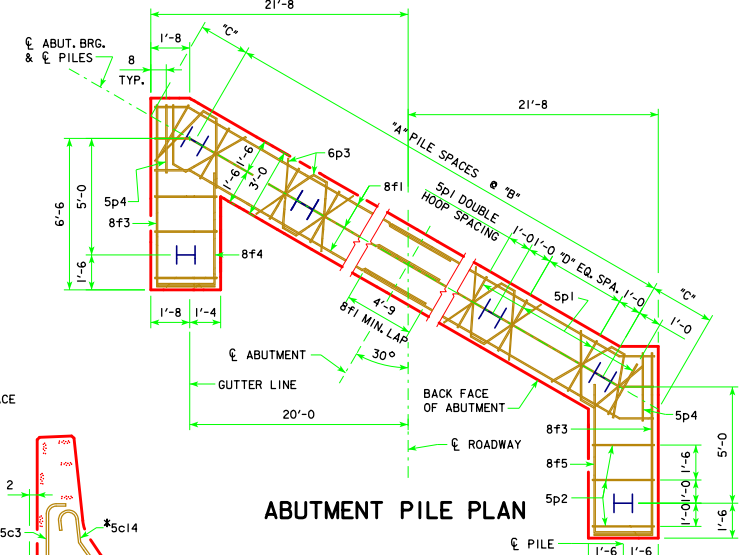 21'-8
"C"
1'-8
℄ ABUT. BRG.
& ℄ PILES
8
TYP.
21'-8
"A" PILE SPACES @ "B"
6p3
1'-6
1'-6
3'-0
8f1
5p1 DOUBLE
HOOP SPACING
1'-0
1'-0
"D" EQ. SPA.
1'-0
"C"
1'-0
5p1
5'-0
6'-6
5p4
8f3
8f4
1'-6
1'-8
1'-4
4'-9
8f1 MIN. LAP
℄ ABUTMENT
30°
GUTTER LINE
20'-0
BACK FACE
OF ABUTMENT
℄ ROADWAY
5p4
8f3
8f5
5p2
1'-6
1'-0
1'-0
5'-0
1'-6
ACE
2
5c3
*5c14
ABUTMENT PILE PLAN
℄ PILE
1'-6
1'-6